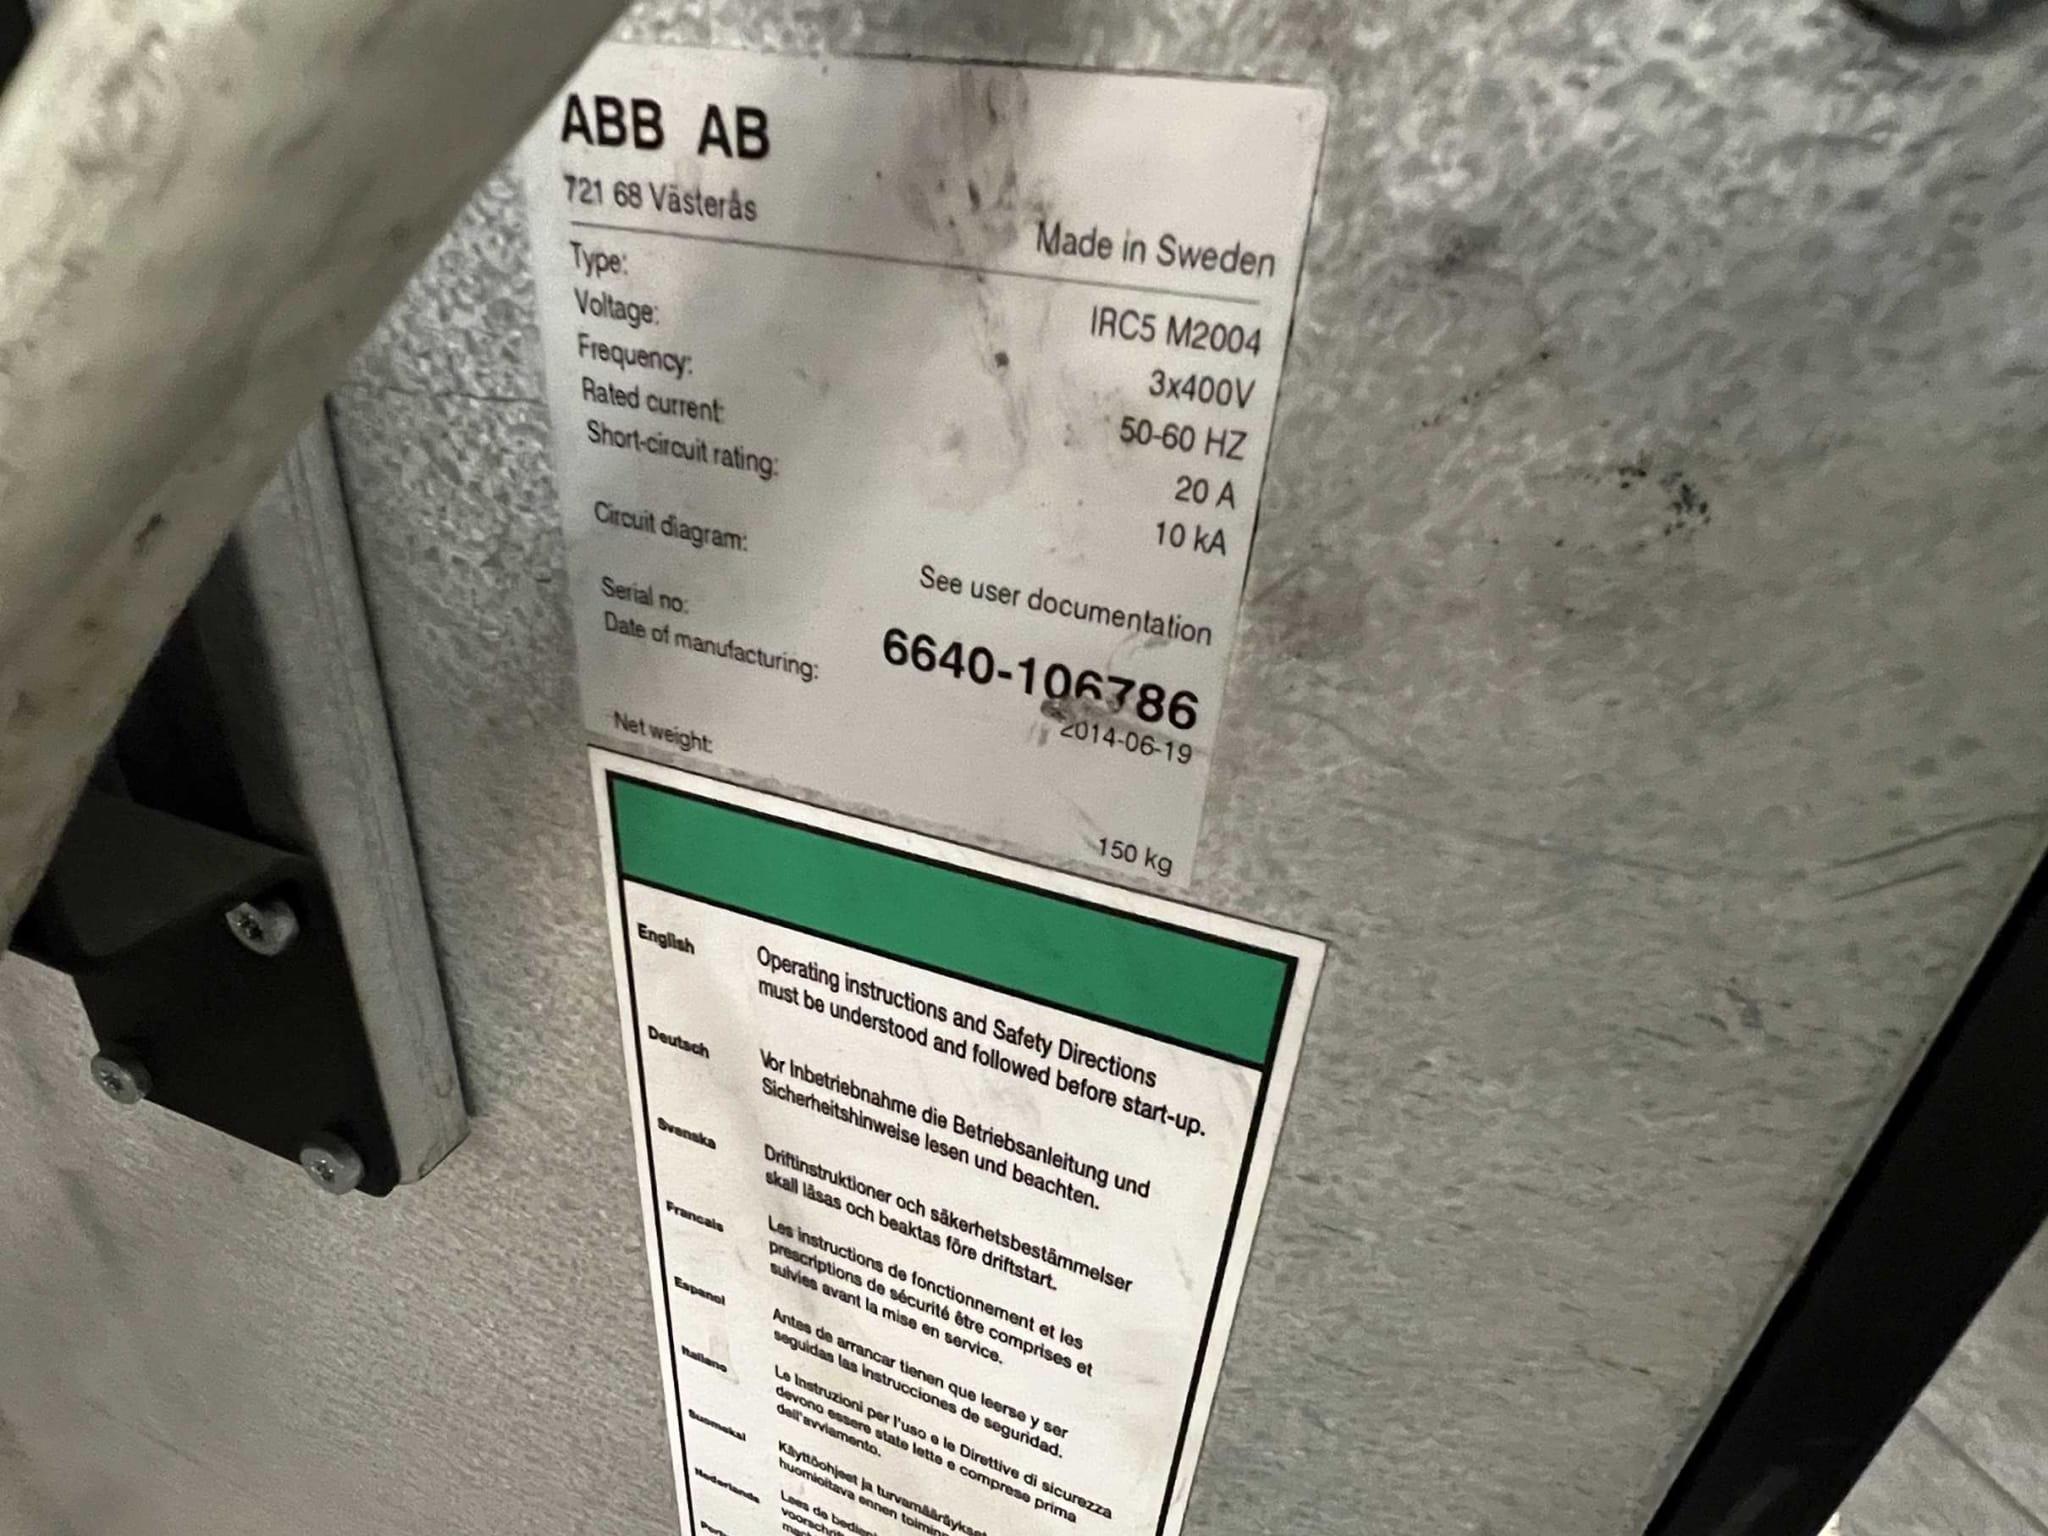 ABB AB
721 68 Västerås
Made in Sweden
Type: IRC5 M2004
Voltage: 3x400V
Frequency: 50-60 HZ
Rated current: 20 A
Short-circuit rating: 10 kA
Circuit diagram: See user documentation
Serial no: 6640-106786
Date of manufacturing: 2014-06-19
Net weight: 150 kg
English Operating instructions and Safety Directions
must be understood and followed before start-up.
Deutsch Vor Inbetriebnahme die Betriebsanleitung und
Sicherheitshinweise lesen und beachten.
Svenska Driftinstruktioner och säkerhetsbestämmelser
skall läsas och beaktas före driftstart.
Francais Les instructions de fonctionnement et les
prescriptions de sécurité être comprises et
suivies avant la mise en service.
Espanol Antes de arrancar tienen que leerse y ser
seguidas las instrucciones de seguridad.
Italiano Le Instruzioni per l'uso e le Direttive di sicurezza
devono essere state lette e comprese prima
dell'avviamento.
Suomeksi Käyttöohjeet ja
huomioitava ennen
Nederlands Lees de